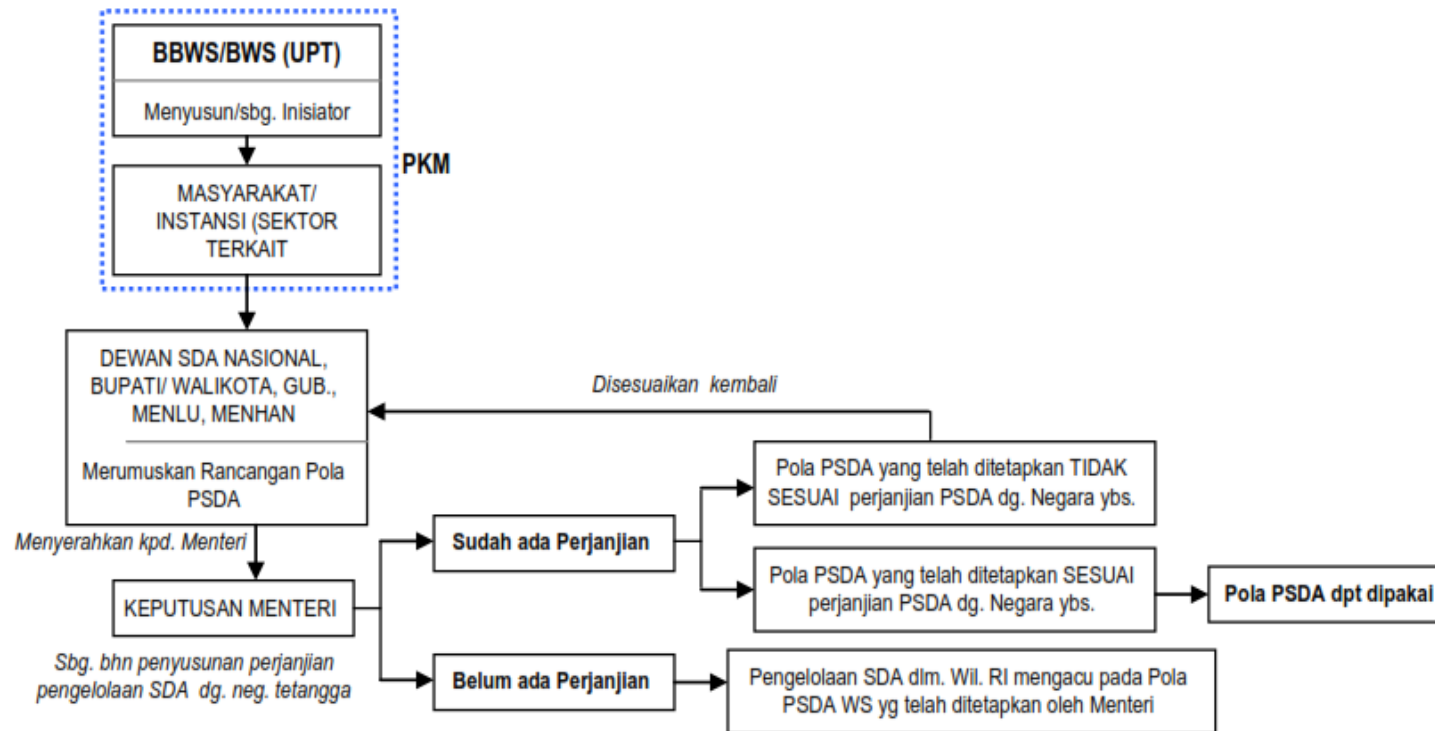 BBWS/BWS (UPT)
Menyusun/sbg. Inisiator
PKM
MASYARAKAT/
INSTANSI (SEKTOR
TERKAIT
DEWAN SDA NASIONAL,
BUPATI/ WALIKOTA, GUB.,
MENLU, MENHAN
Merumuskan Rancangan Pola
PSDA
Disesuaikan kembali
Menyerahkan kpd. Menteri
KEPUTUSAN MENTERI
Sbg. bhn penyusunan perjanjian
pengelolaan SDA dg. neg. tetangga
Sudah ada Perjanjian
Pola PSDA yang telah ditetapkan TIDAK
SESUAI perjanjian PSDA dg. Negara ybs.
Pola PSDA yang telah ditetapkan SESUAI
perjanjian PSDA dg. Negara ybs.
Pola PSDA dpt dipakai
Belum ada Perjanjian
Pengelolaan SDA dlm. Wil. RI mengacu pada Pola
PSDA WS yg telah ditetapkan oleh Menteri